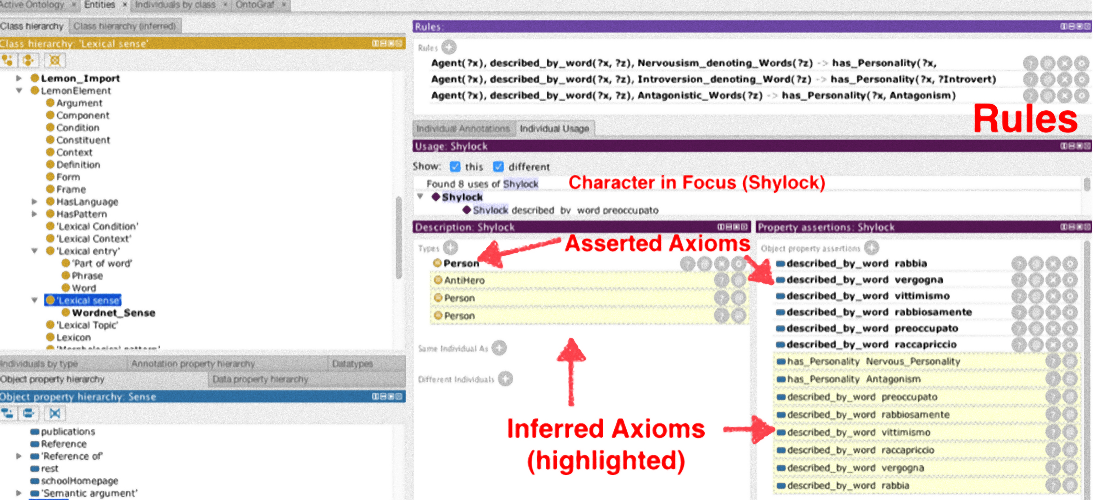 Active Ontology × Entities × Individuals by class × OntoGraf ×
Class hierarchy Class hierarchy (inferred)
Class hierarchy: 'Lexical sense'
Lemon_Import
LemonElement
Argument
Component
Condition
Constituent
Context
Definition
Form
Frame
HasLanguage
HasPattern
'Lexical Condition'
'Lexical Context'
'Lexical entry'
'Part of word'
Phrase
Word
'Lexical sense'
Wordnet_Sense
'Lexical Topic'
Lexicon
'Morphological pattern'
Individuals by type Annotation property hierarchy Datatypes
Object property hierarchy Data property hierarchy
Object property hierarchy: Sense
publications
Reference
'Reference of'
rest
schoolHomepage
'Semantic argument'
Rules:
Rules
Agent(?x), described_by_word(?x, ?z), Nervousism_denoting_Words(?z) -> has_Personality(?x,
Agent(?x), described_by_word(?x, ?z), Introversion_denoting_Word(?z) -> has_Personality(?x, ?Introvert)
Agent(?x), described_by_word(?x, ?z), Antagonistic_Words(?z) -> has_Personality(?x, Antagonism)
Rules
Individual Annotations Individual Usage
Usage: Shylock
Show: this different
Found 8 uses of Shylock
Character in Focus (Shylock)
Shylock
Shylock described_by_word preoccupato
Description: Shylock
Types
Person
AntiHero
Person
Person
Same Individual As
Different Individuals
Asserted Axioms
Inferred Axioms
(highlighted)
Property assertions: Shylock
Object property assertions
described_by_word rabbia
described_by_word vergogna
described_by_word vittimismo
described_by_word rabbiosamente
described_by_word preoccupato
described_by_word raccapriccio
has_Personality Nervous_Personality
has_Personality Antagonism
described_by_word preoccupato
described_by_word rabbiosamente
described_by_word vittimismo
described_by_word raccapriccio
described_by_word vergogna
described_by_word rabbia